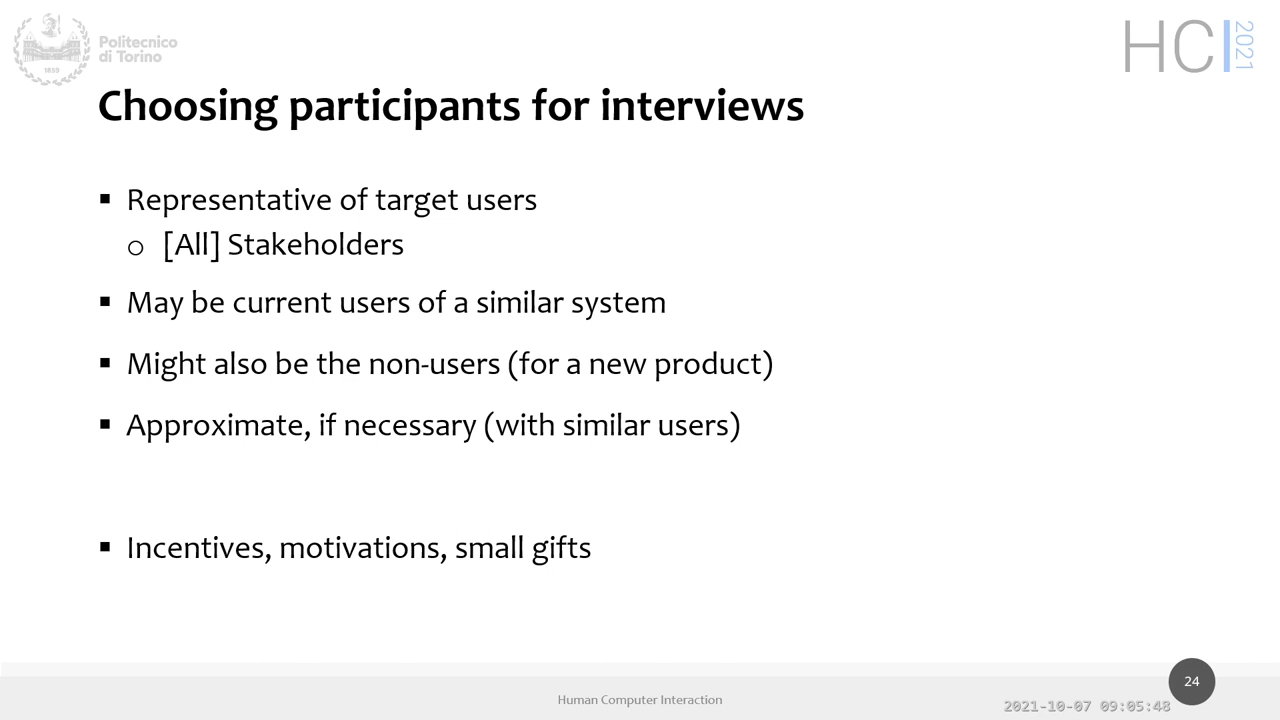 Politecnico
di Torino
1859
HCI 2021
Choosing participants for interviews
▪ Representative of target users
o [All] Stakeholders
▪ May be current users of a similar system
▪ Might also be the non-users (for a new product)
▪ Approximate, if necessary (with similar users)
▪ Incentives, motivations, small gifts
24
Human Computer Interaction
2021-10-07 09:05:48